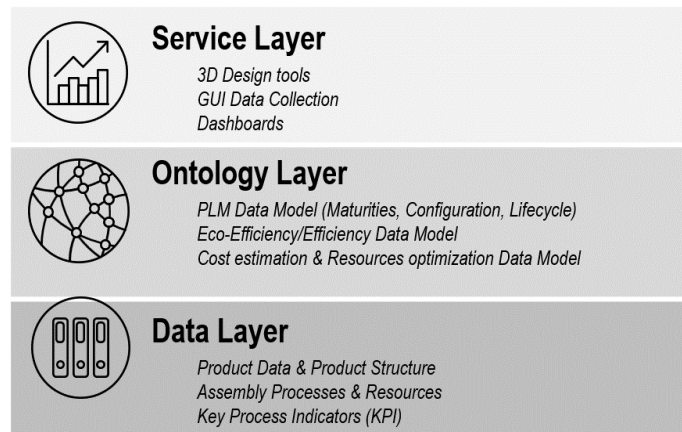 Service Layer
3D Design tools
GUI Data Collection
Dashboards
Ontology Layer
PLM Data Model (Maturities, Configuration, Lifecycle)
Eco-Efficiency/Efficiency Data Model
Cost estimation & Resources optimization Data Model
Data Layer
Product Data & Product Structure
Assembly Processes & Resources
Key Process Indicators (KPI)